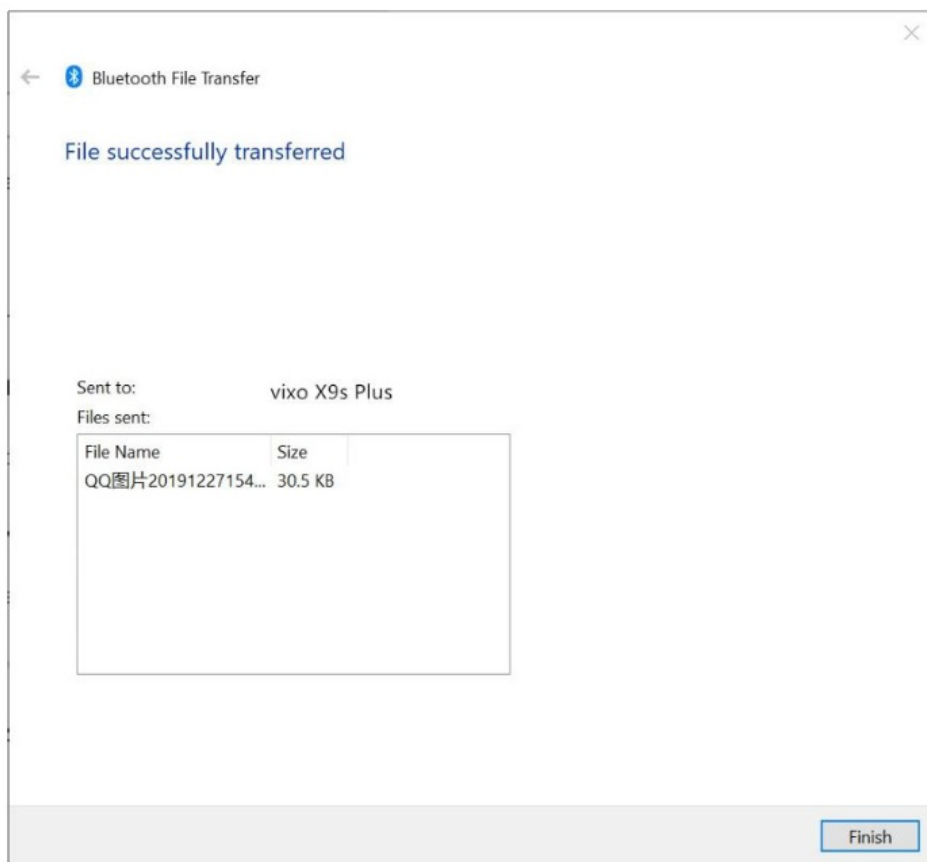 Bluetooth File Transfer
File successfully transferred
Sent to: vixo X9s Plus
Files sent:
File Name Size
QQ图片20191227154... 30.5 KB
Finish